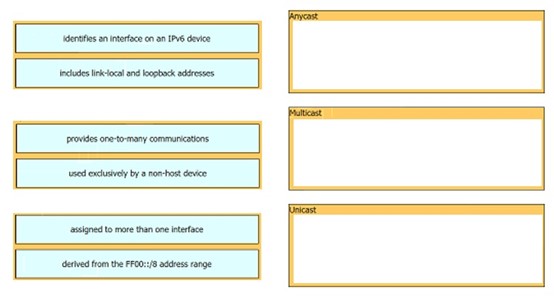 identifies an interface on an IPv6 device
includes link-local and loopback addresses
provides one-to-many communications
used exclusively by a non-host device
assigned to more than one interface
derived from the FF00::/8 address range
Anycast
Multicast
Unicast